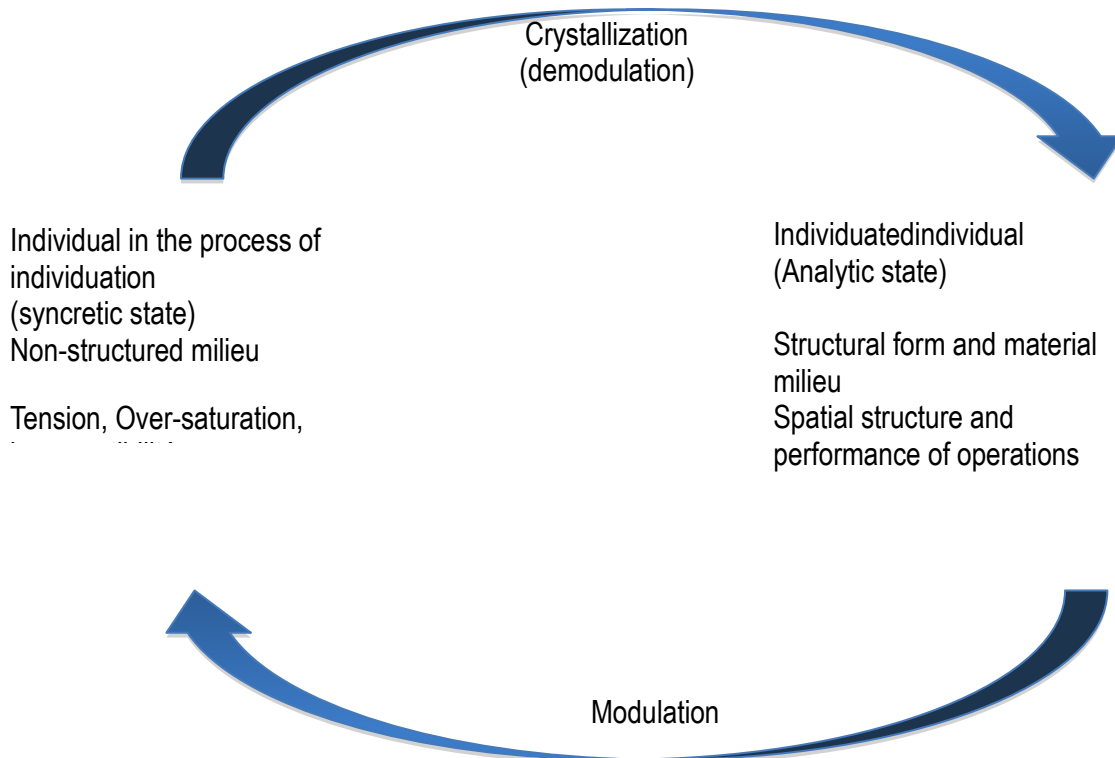 Crystallization
(demodulation)
Individual in the process of
individuation
(syncretic state)
Non-structured milieu
Tension, Over-saturation,
Individuatedindividual
(Analytic state)
Structural form and material
milieu
Spatial structure and
performance of operations
Modulation